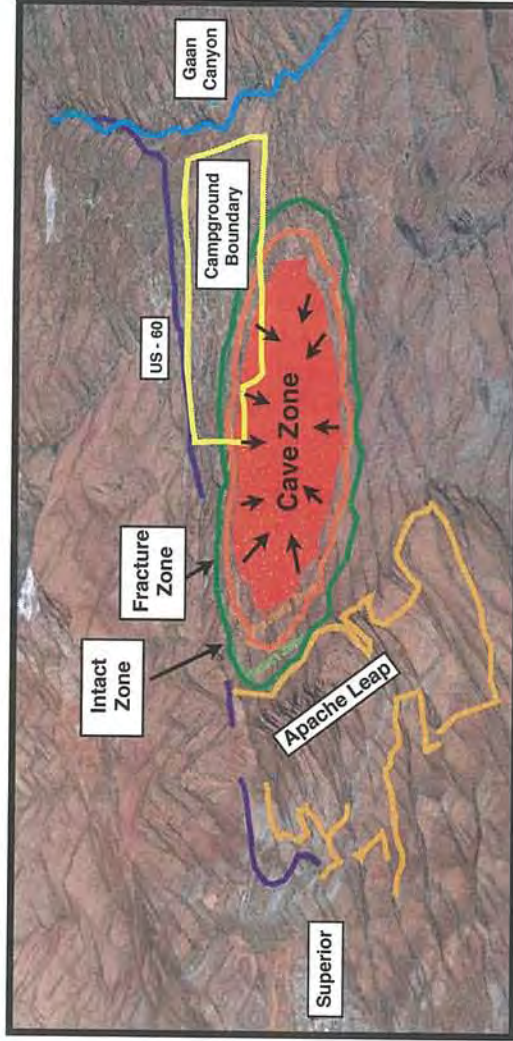 Gaan
Canyon
US - 60
Campground
Boundary
Fracture
Zone
Intact
Zone
Cave Zone
Apache Leap
Superior